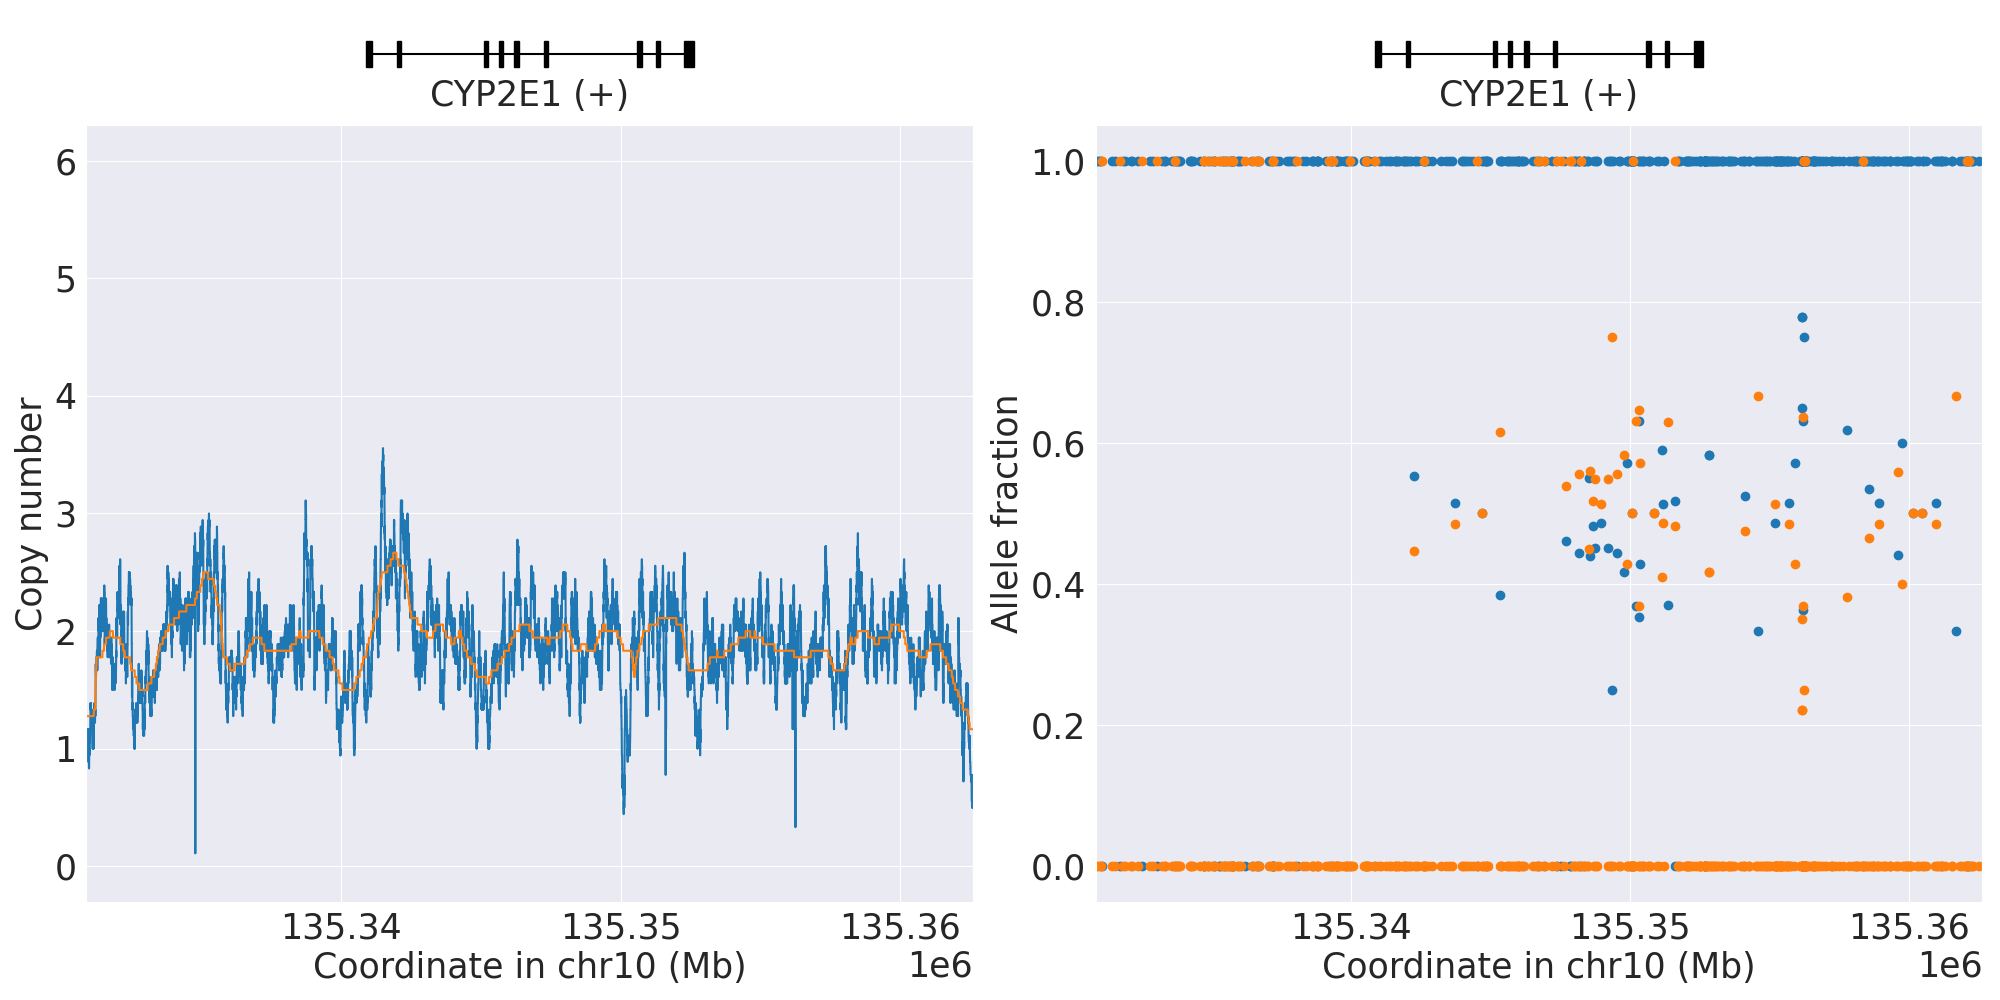 CYP2E1 (+)
6
5
4
3
2
1
0
Copy number
135.34 135.35 135.36
Coordinate in chr10 (Mb)
1e6
CYP2E1 (+)
1.0
0.8
0.6
0.4
0.2
0.0
Allele fraction
135.34 135.35 135.36
Coordinate in chr10 (Mb)
1e6